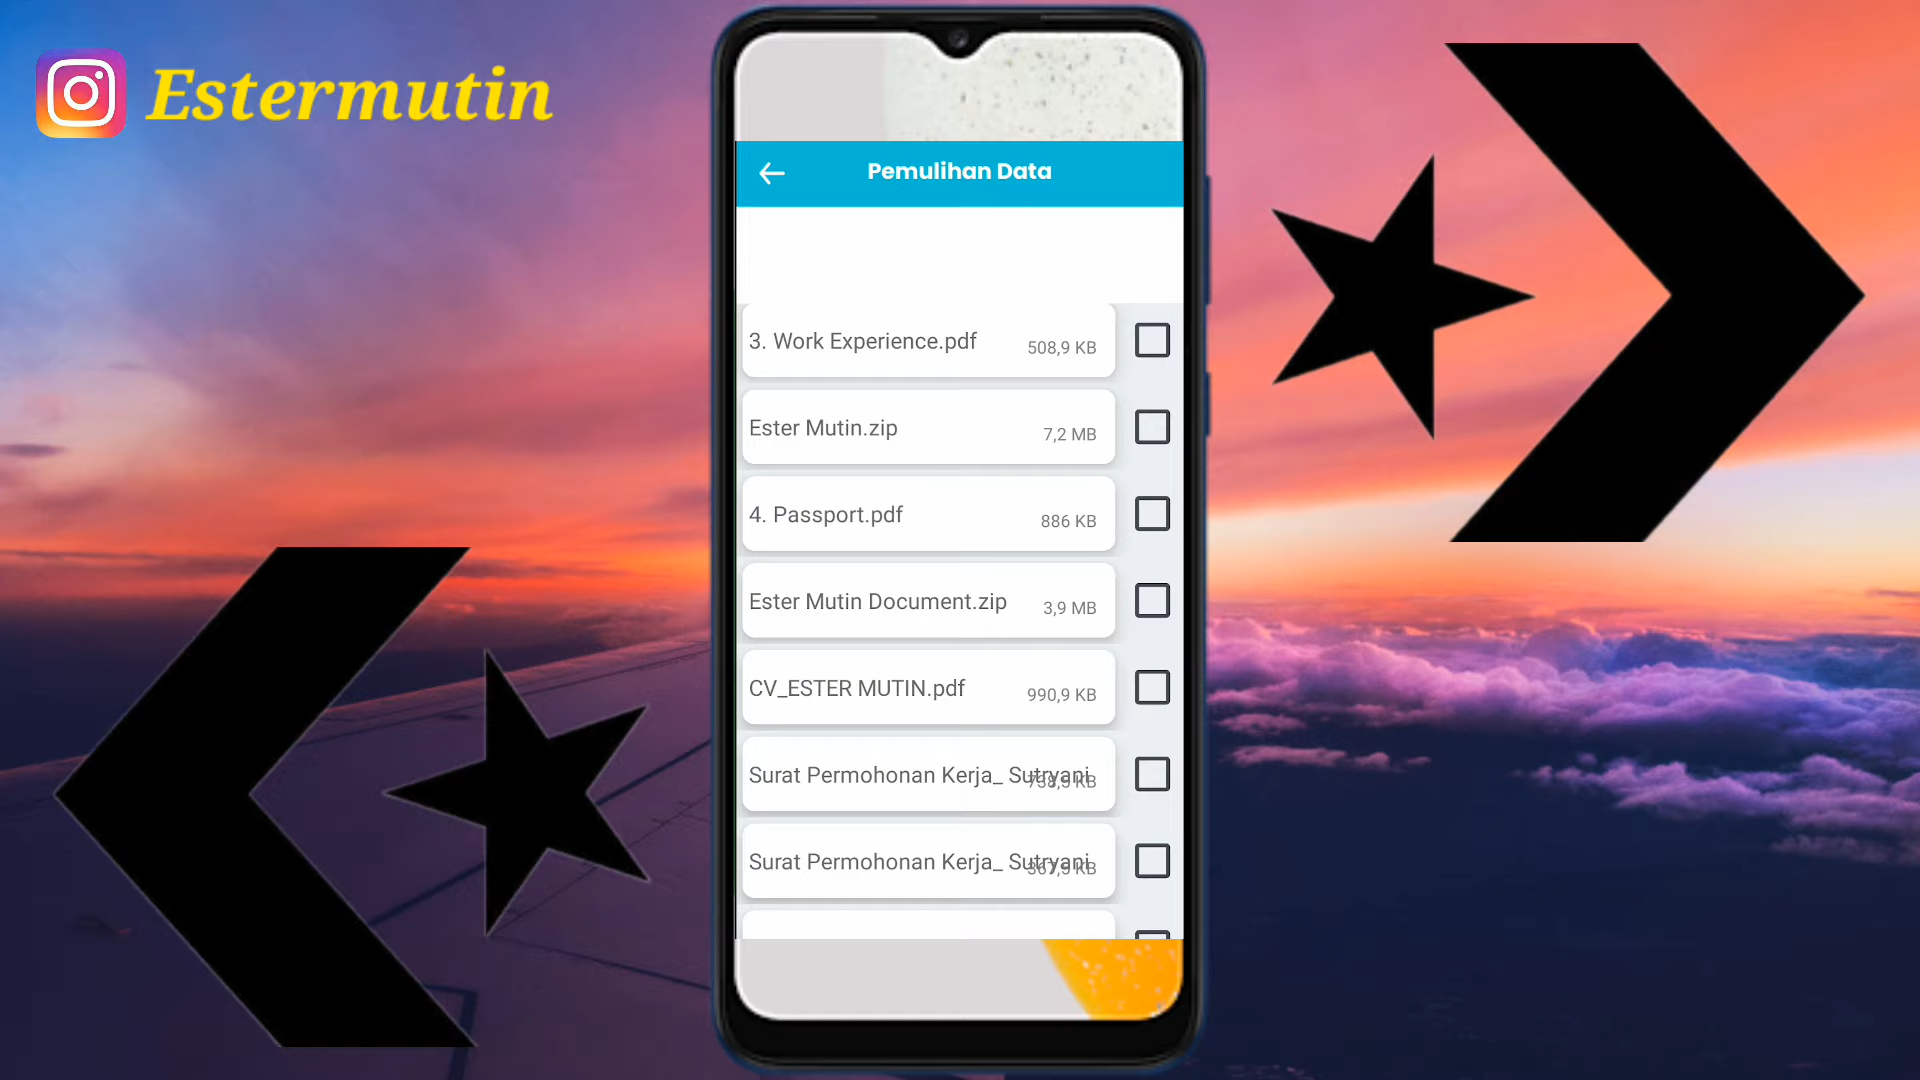 Estermutin
Pemulihan Data
3. Work Experience.pdf
508,9 KB
Ester Mutin.zip
7,2 MB
4. Passport.pdf
886 KB
Ester Mutin Document.zip
3,9 MB
CV_ESTER MUTIN.pdf
990,9 KB
Surat Permohonan Kerja_
Surat Permohonan Kerja_